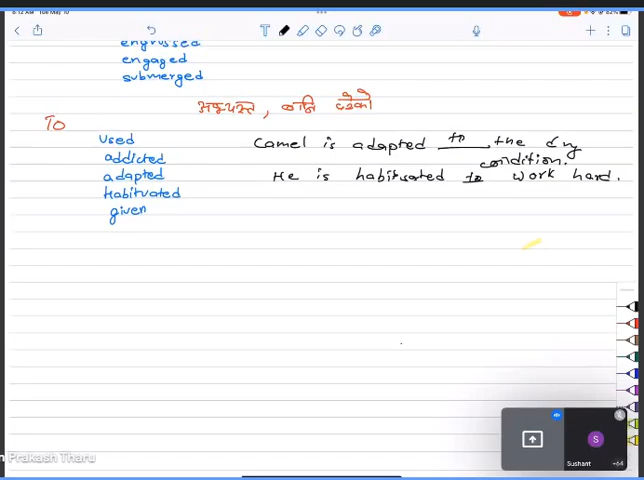 engrossed
engaged
submerged
अभ्यस्त, बानि परेको
To
used
addicted
adapted
Habituated
given
Camel is adapted to the dry
condition.
He is habituated to work hard.
Prakash Tharu
S
Sushant
+64